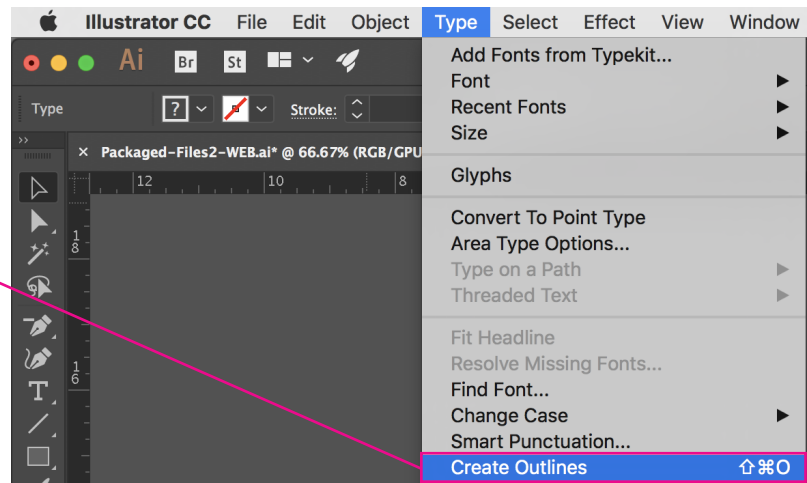 Illustrator CC File Edit Object Type Select Effect View Window
Ai Br St
Type ? Stroke:
× Packaged-Files2-WEB.ai* @ 66.67% (RGB/GPU
12 10 8
18
16
T
Add Fonts from Typekit...
Font
Recent Fonts
Size
Glyphs
Convert To Point Type
Area Type Options...
Type on a Path
Threaded Text
Fit Headline
Resolve Missing Fonts...
Find Font...
Change Case
Smart Punctuation...
Create Outlines ⇧⌘O